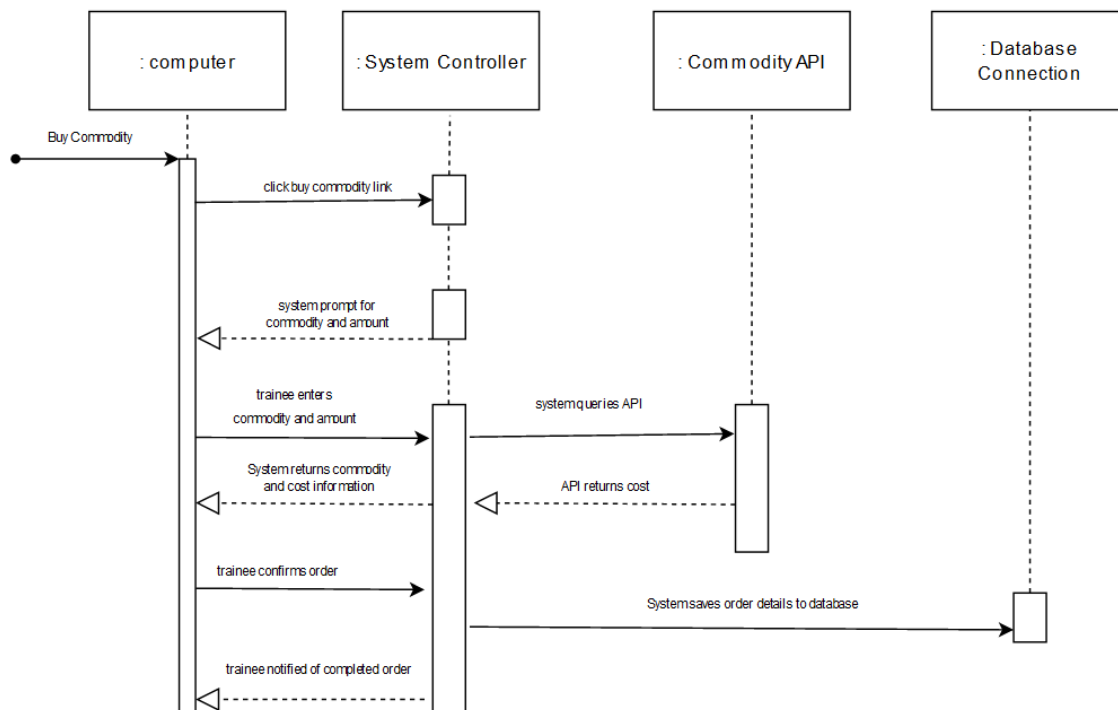 : computer
: System Controller
: Commodity API
: Database
Connection
Buy Commodity
click buy commodity link
system prompt for
commodity and amount
trainee enters
commodity and amount
system queries API
System returns commodity
and cost information
API returns cost
trainee confirms order
System saves order details to database
trainee notified of completed order